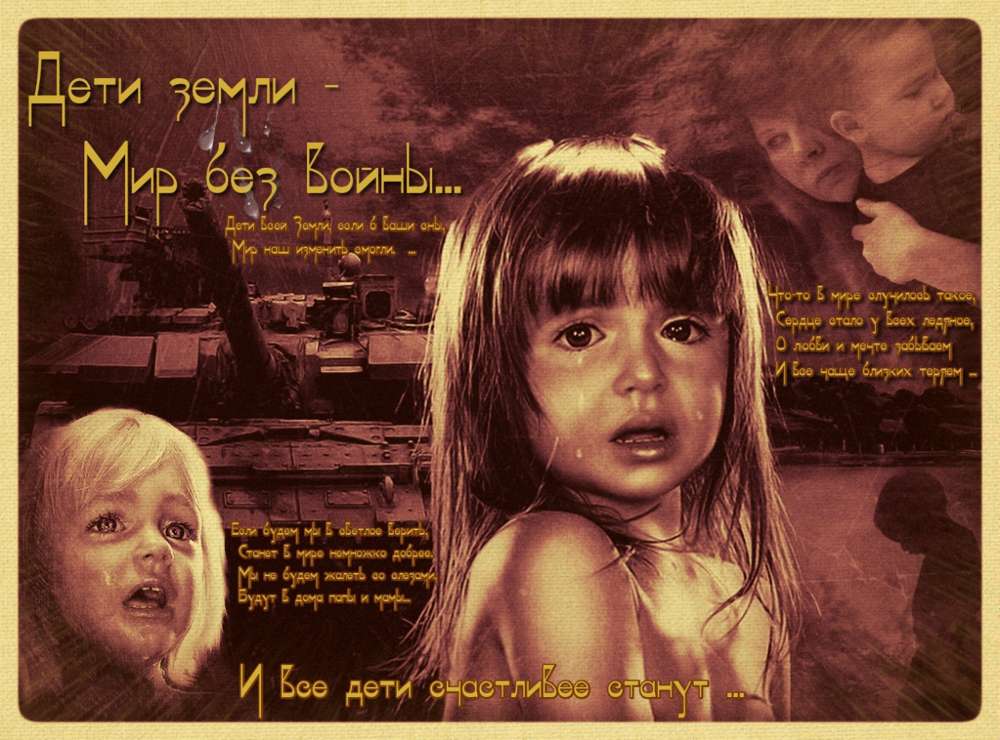 Дети земли -
Мир без войны...
Дети всей Земли, если б ваши сны,
Мир наш изменить смогли. ...
Что-то в мире случилось такое,
Сердце стало у всех ледяное,
О любви и мечте забываем
И все чаще близких теряем ...
Если будем мы в светлое верить,
Станет в мире немножко добрее.
Мы не будем жалеть со слезами,
Будут в дома папы и мамы...
И все дети счастливее станут ...